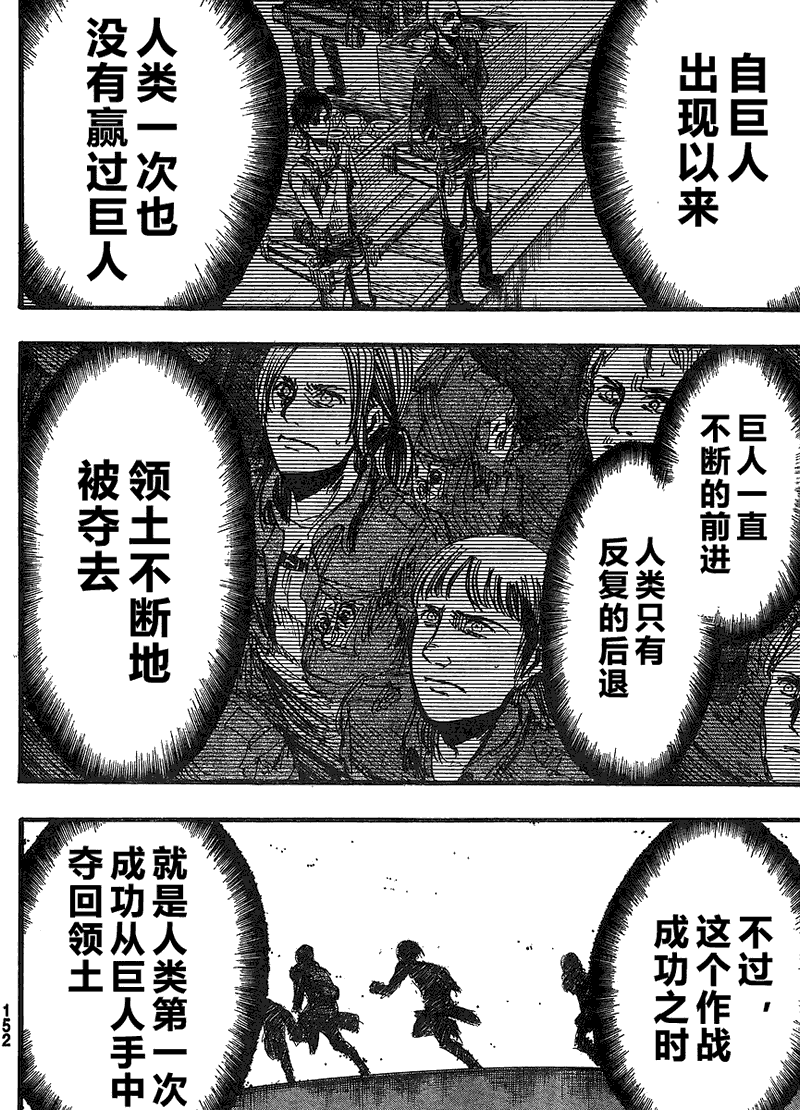 自巨人
出现以来
人类一次也
没有赢过巨人
巨人一直
不断的前进
人类只有
反复的后退
领土不断地
被夺去
不过，
这个作战
成功之时
就是人类第一次
成功从巨人手中
夺回领土
152